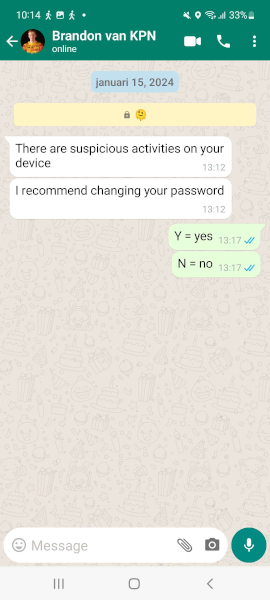 10:14
33%
Brandon van KPN
online
januari 15, 2024
There are suspicious activities on your
device
13:12
I recommend changing your password
13:12
Y = yes 13:17
N = no 13:17
Message